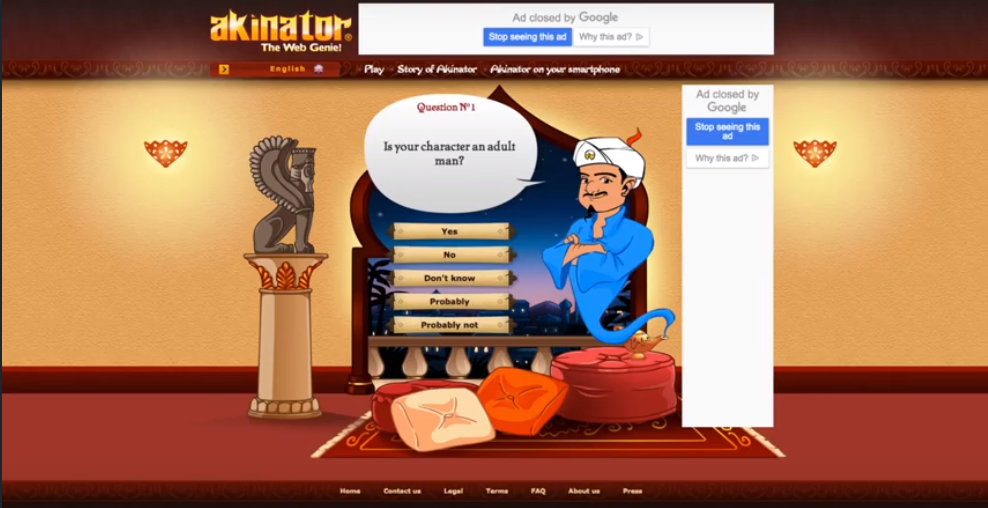 akinator®
The Web Genie!
Ad closed by Google
Stop seeing this ad
Why this ad?
English
Play
Story of Akinator
Akinator on your smartphone
Ad closed by
Google
Stop seeing this
ad
Why this ad?
Question N°1
Is your character an adult
man?
Yes
No
Don't know
Probably
Probably not
Home
Contact us
Legal
Terms
FAQ
About us
Press